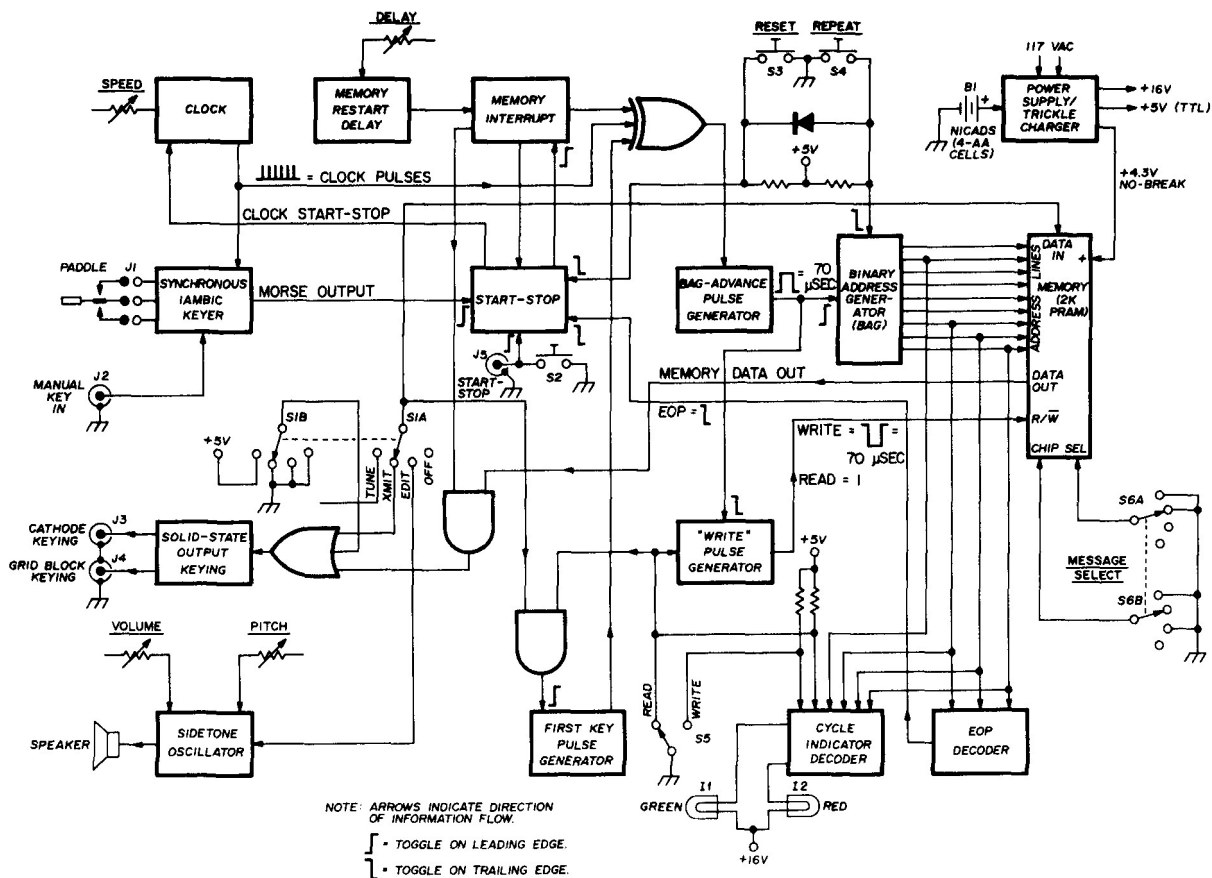 DELAY
SPEED
CLOCK
MEMORY
RESTART
DELAY
MEMORY
INTERRUPT
RESET
REPEAT
S3
S4
117 VAC
B1
+
NICADS
(4-AA
CELLS)
POWER
SUPPLY/
TRICKLE
CHARGER
+16V
+5V (TTL)
+4.3V
NO-BREAK
= CLOCK PULSES
CLOCK START-STOP
+5V
PADDLE
J1
SYNCHRONOUS
IAMBIC
KEYER
MORSE OUTPUT
START-STOP
BAG-ADVANCE
PULSE
GENERATOR
= 70
µSEC
BINARY
ADDRESS
GENER-
ATOR
(BAG)
DATA
IN
+
ADDRESS LINES
MEMORY
(2K
PRAM)
DATA
OUT
R/W̅
CHIP SEL
J2
MANUAL
KEY
IN
J5
START-
STOP
S2
MEMORY DATA OUT
EOP =
WRITE =
=
70 µSEC
READ = 1
S1B
S1A
+5V
TUNE
XMIT
EDIT
OFF
CATHODE
KEYING
J3
J4
GRID BLOCK
KEYING
SOLID-STATE
OUTPUT
KEYING
"WRITE"
PULSE
GENERATOR
+5V
S6A
MESSAGE
SELECT
S6B
VOLUME
PITCH
SPEAKER
SIDETONE
OSCILLATOR
FIRST KEY
PULSE
GENERATOR
READ
WRITE
S5
CYCLE
INDICATOR
DECODER
EOP
DECODER
I1
GREEN
I2
RED
+16V
NOTE: ARROWS INDICATE DIRECTION
OF INFORMATION FLOW.
= TOGGLE ON LEADING EDGE.
= TOGGLE ON TRAILING EDGE.